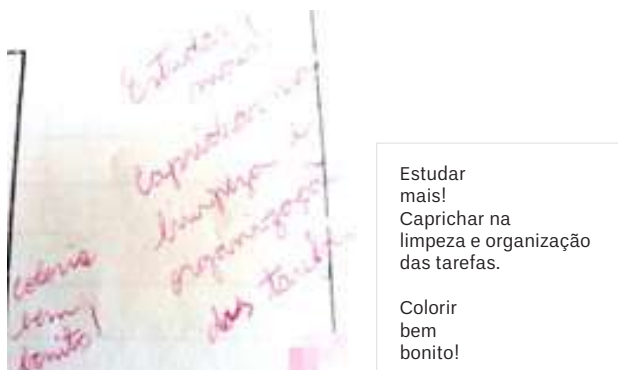 Estudar
mais!
Caprichar na
limpeza e
organização
das tarefas
Colorir
bem
bonito!
Estudar
mais!
Caprichar na
limpeza e organização
das tarefas.
Colorir
bem
bonito!